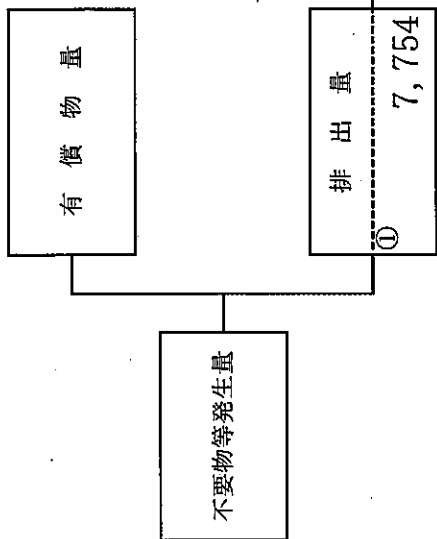 不要物等発生量
有償物量
排出量
①
7,754